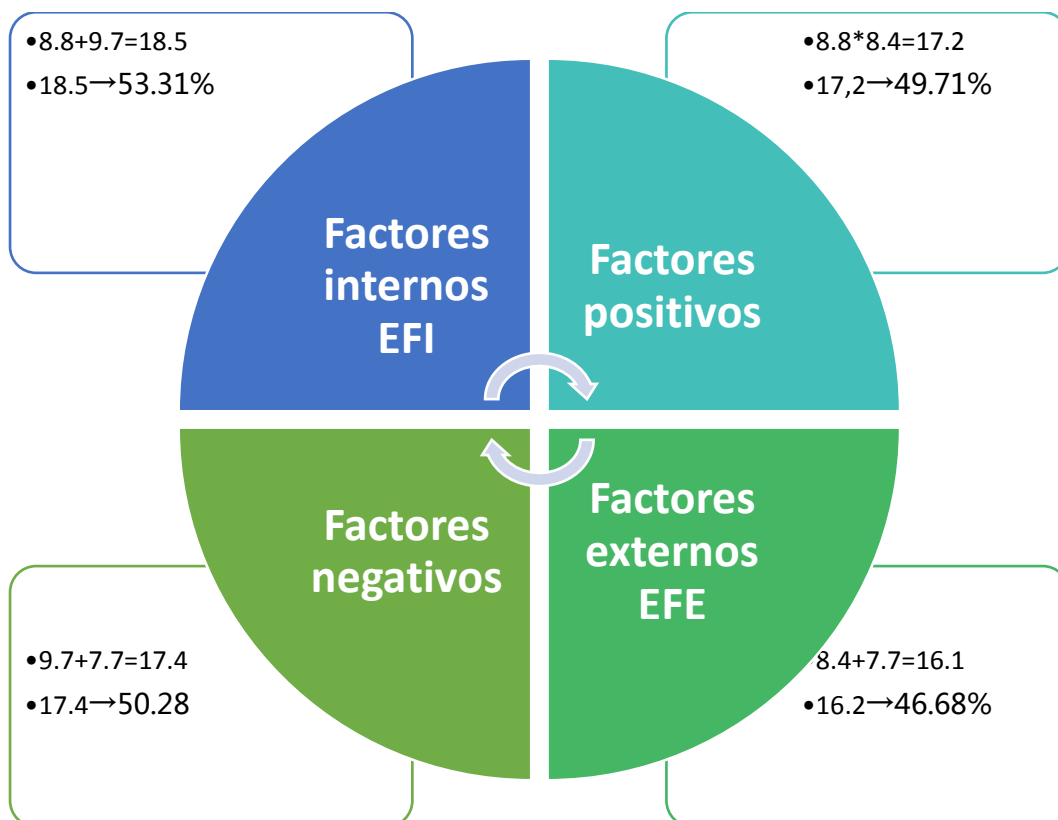 •8.8+9.7=18.5
•18.5→53.31%
•8.8*8.4=17.2
•17,2→49.71%
Factores
internos
EFI
Factores
positivos
Factores
negativos
Factores
externos
EFE
•9.7+7.7=17.4
•17.4→50.28
8.4+7.7=16.1
•16.2→46.68%